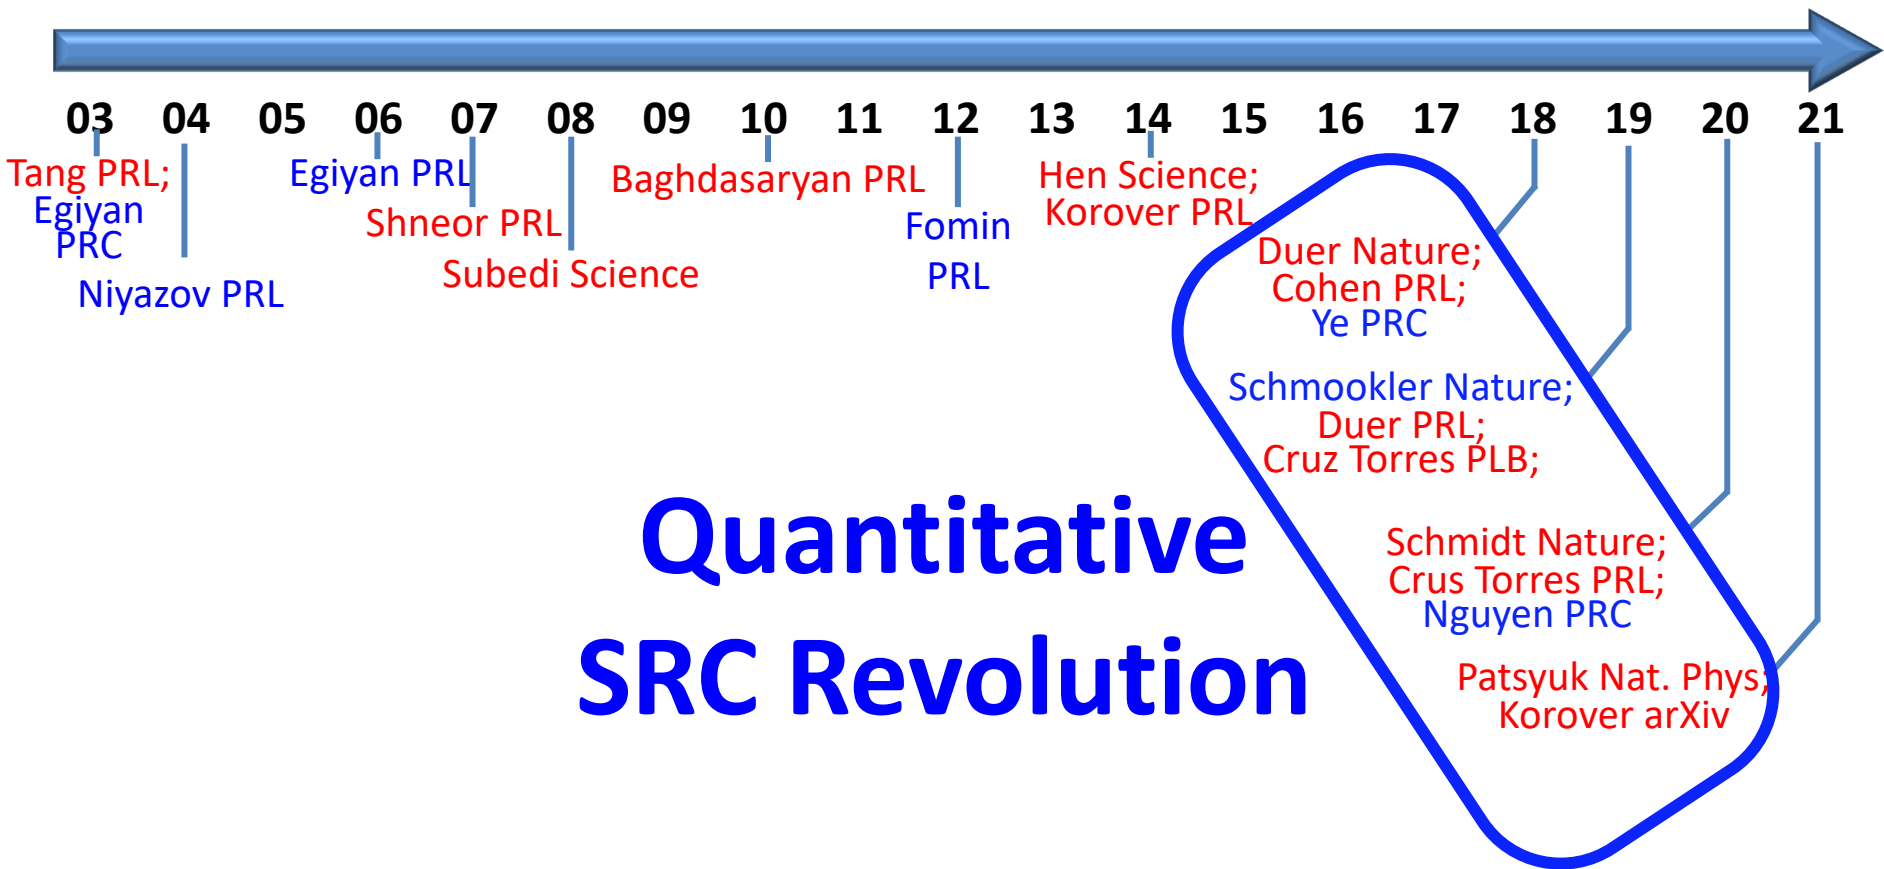 03 04 05 06 07 08 09 10 11 12 13 14 15 16 17 18 19 20 21
Tang PRL;
Egiyan
PRC
Niyazov PRL
Egiyan PRL
Shneor PRL
Subedi Science
Baghdasaryan PRL
Fomin
PRL
Hen Science;
Korover PRL
Duer Nature;
Cohen PRL;
Ye PRC
Schmookler Nature;
Duer PRL;
Cruz Torres PLB;
Schmidt Nature;
Crus Torres PRL;
Nguyen PRC
Patsyuk Nat. Phys;
Korover arXiv
Quantitative
SRC Revolution